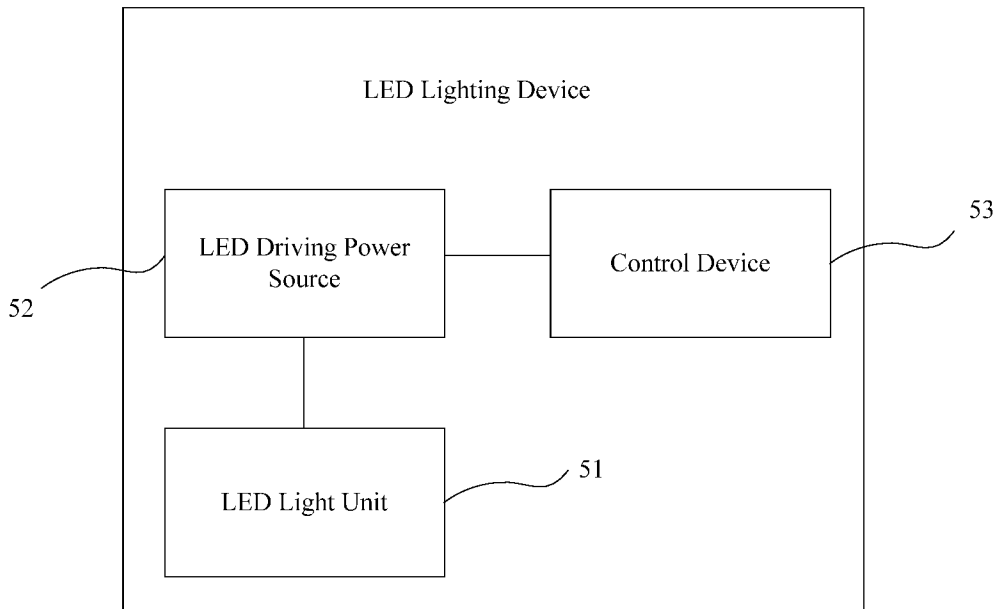 LED Lighting Device
53
LED Driving Power
Source
Control Device
52
51
LED Light Unit